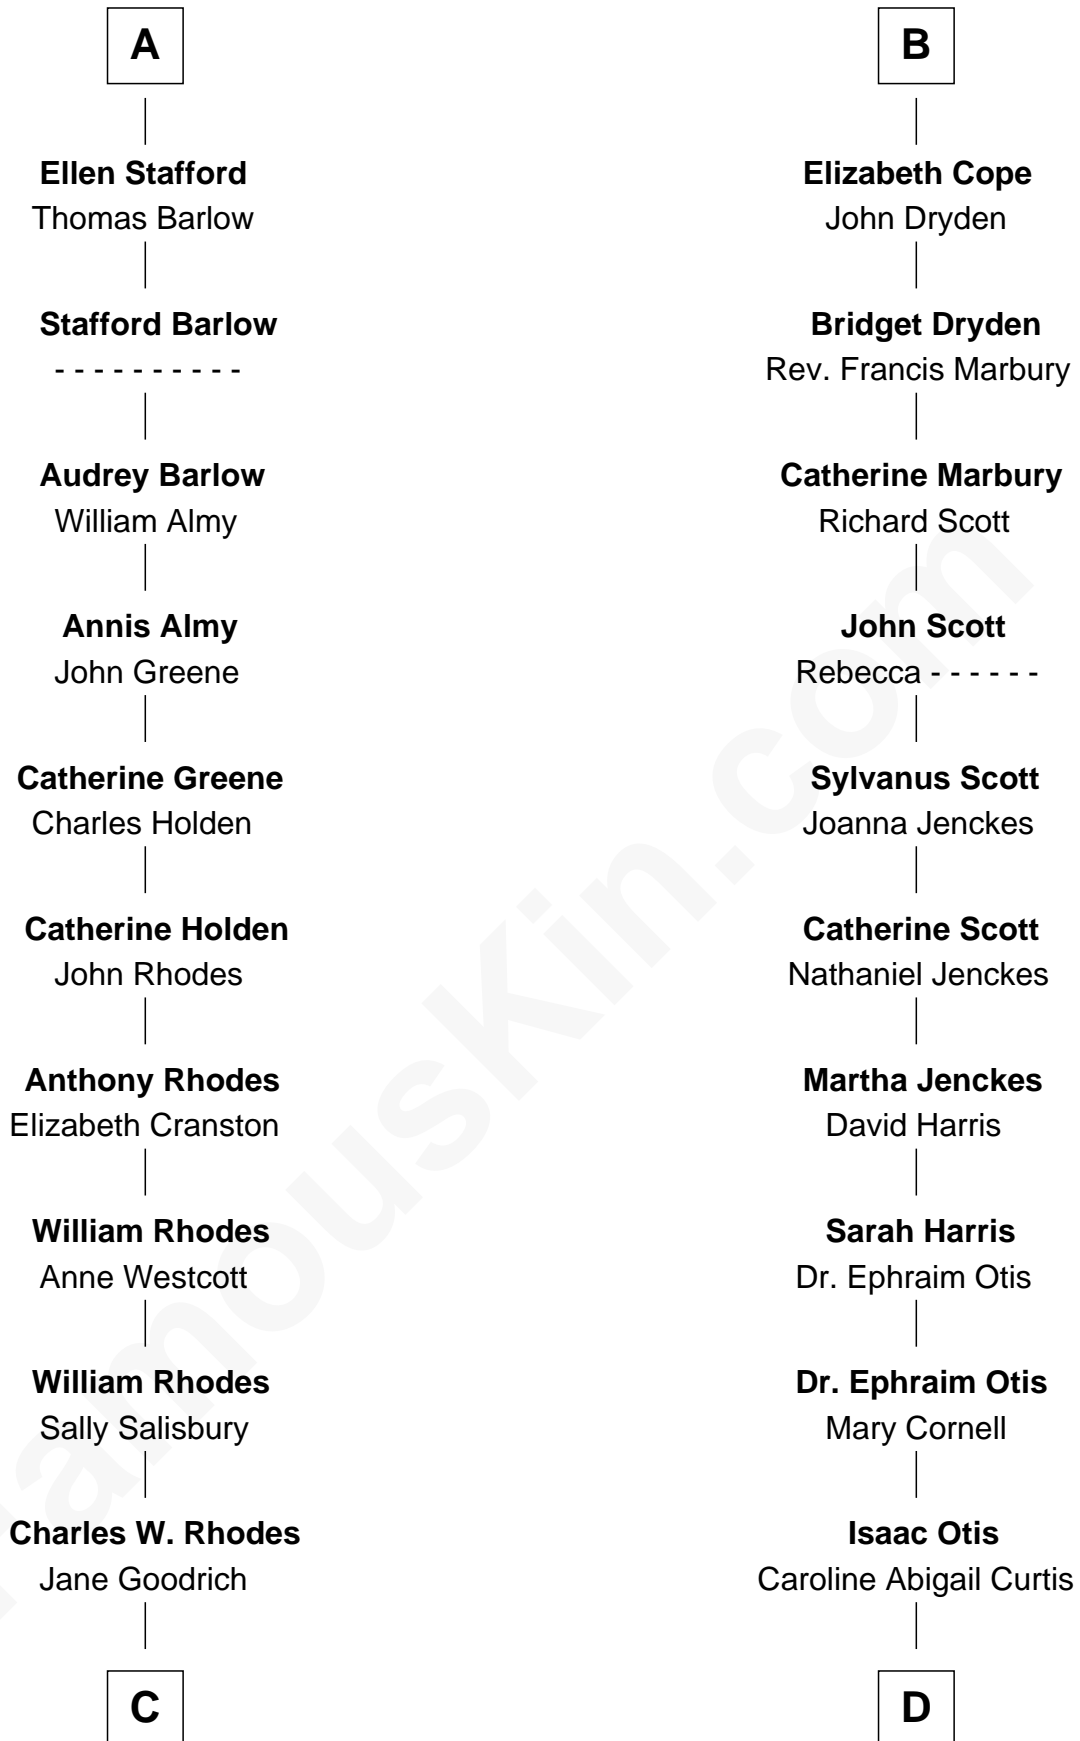 A
Ellen Stafford
Thomas Barlow
Stafford Barlow
- - - - - - - - - -
Audrey Barlow
William Almy
Annis Almy
John Greene
Catherine Greene
Charles Holden
Catherine Holden
John Rhodes
Anthony Rhodes
Elizabeth Cranston
William Rhodes
Anne Westcott
William Rhodes
Sally Salisbury
Charles W. Rhodes
Jane Goodrich
C
B
Elizabeth Cope
John Dryden
Bridget Dryden
Rev. Francis Marbury
Catherine Marbury
Richard Scott
John Scott
Rebecca - - - - - -
Sylvanus Scott
Joanna Jenckes
Catherine Scott
Nathaniel Jenckes
Martha Jenckes
David Harris
Sarah Harris
Dr. Ephraim Otis
Dr. Ephraim Otis
Mary Cornell
Isaac Otis
Caroline Abigail Curtis
D
FamousKin.com